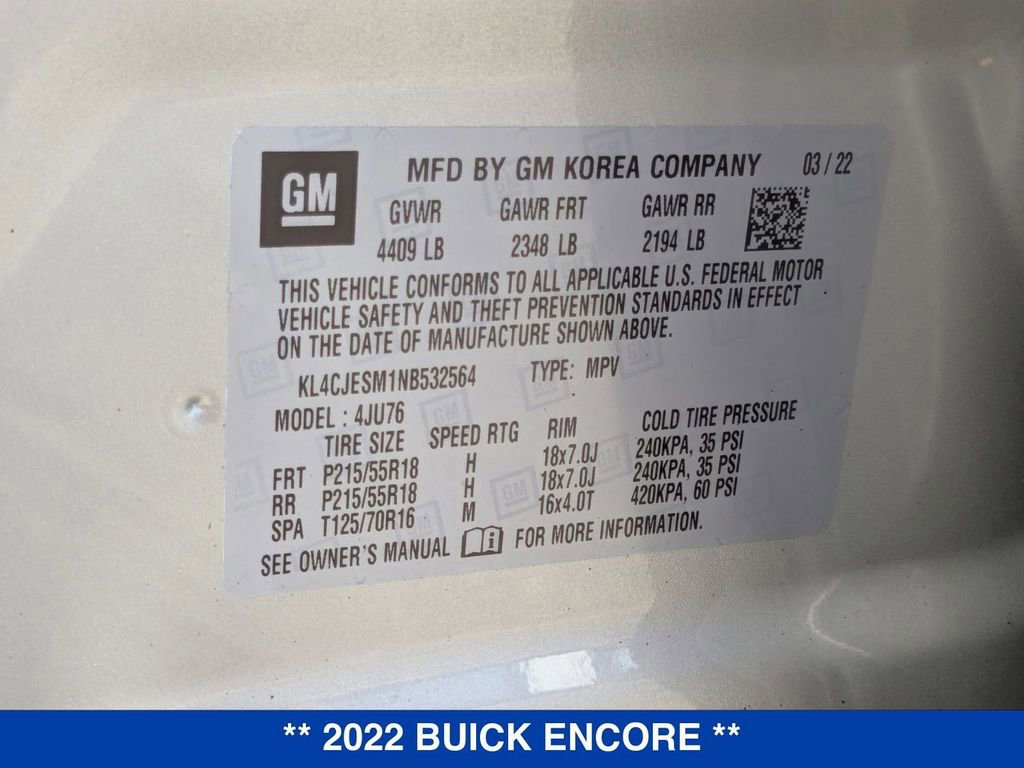 GM MFD BY GM KOREA COMPANY 03/22
GVWR GAWR FRT GAWR RR
4409 LB 2348 LB 2194 LB
THIS VEHICLE CONFORMS TO ALL APPLICABLE U.S. FEDERAL MOTOR
VEHICLE SAFETY AND THEFT PREVENTION STANDARDS IN EFFECT
ON THE DATE OF MANUFACTURE SHOWN ABOVE.
KL4CJESM1NB532564 TYPE: MPV
MODEL : 4JU76
TIRE SIZE SPEED RTG RIM COLD TIRE PRESSURE
FRT P215/55R18 H 18x7.0J 240KPA, 35 PSI
RR P215/55R18 H 18x7.0J 240KPA, 35 PSI
SPA T125/70R16 M 16x4.0T 420KPA, 60 PSI
SEE OWNER'S MANUAL FOR MORE INFORMATION.
** 2022 BUICK ENCORE **